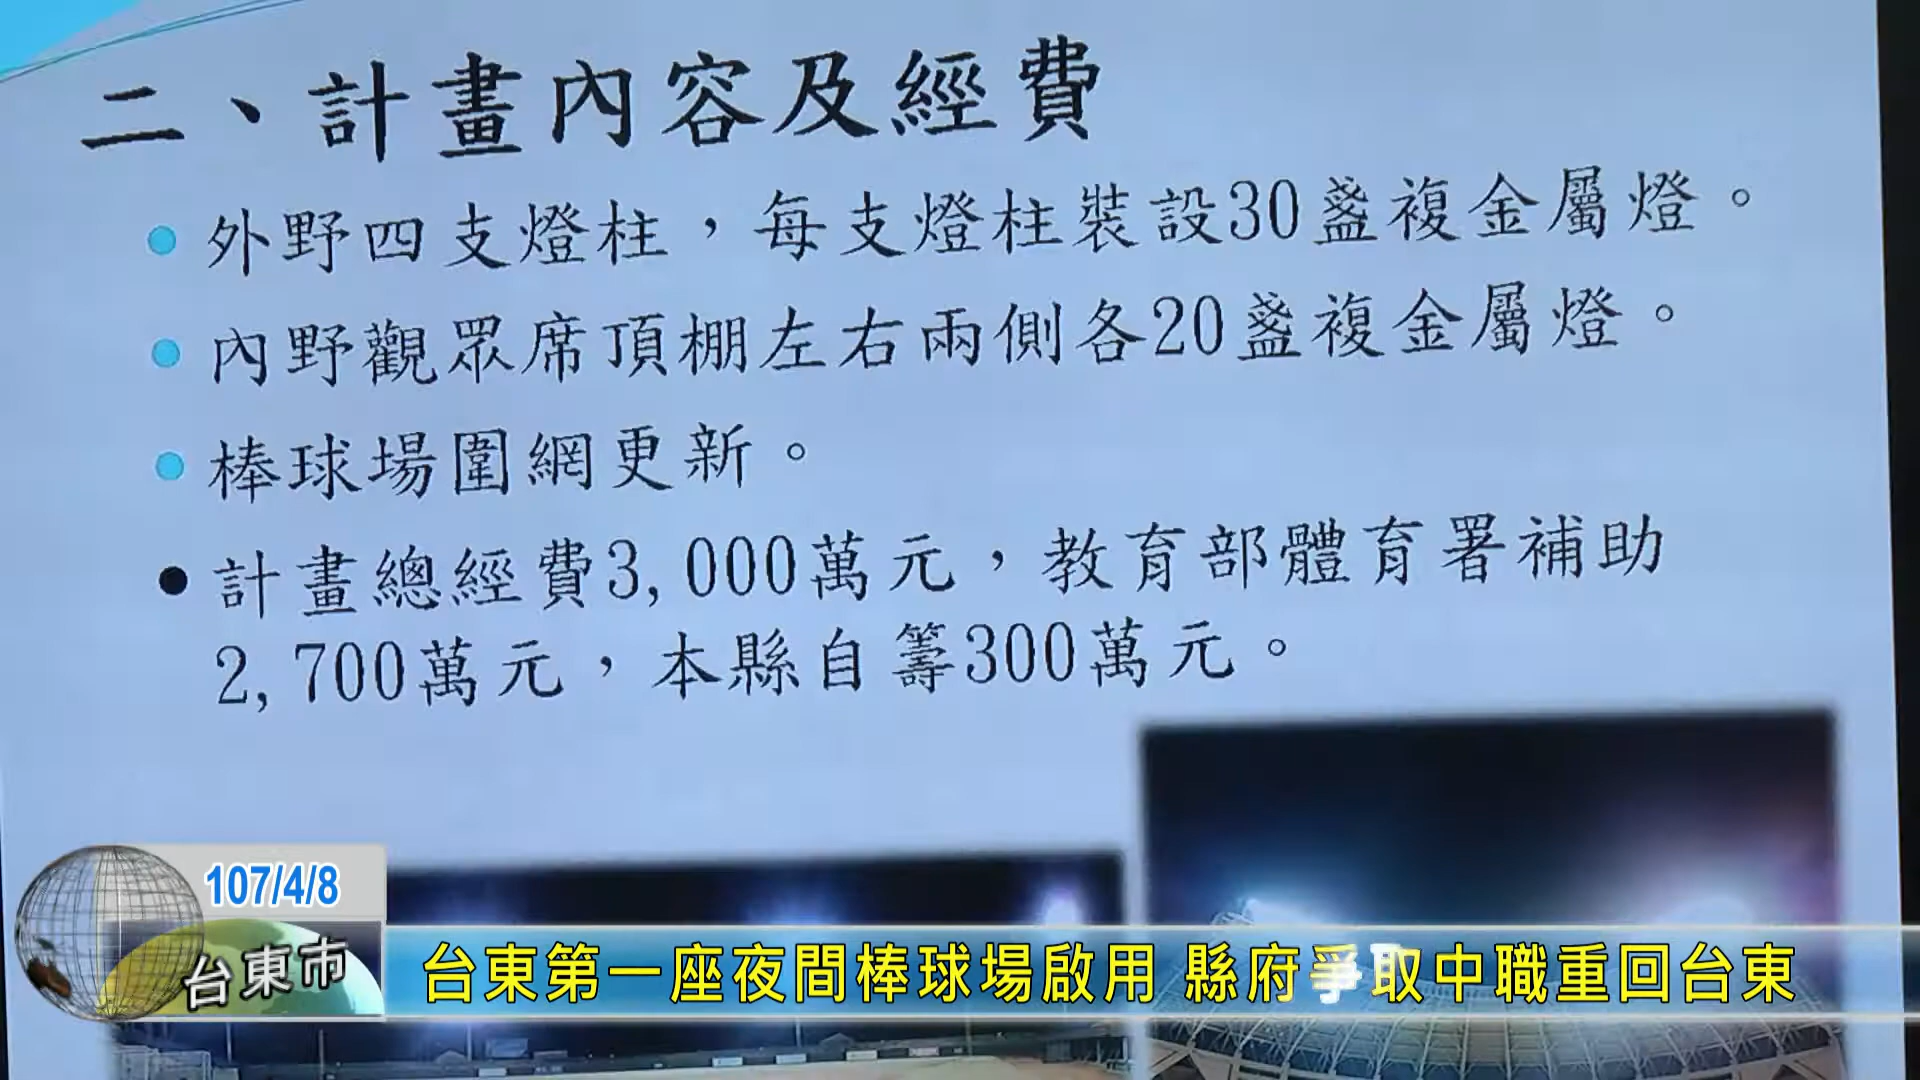 二、計畫內容及經費
外野四支燈柱，每支燈柱裝設30盞複金屬燈。
內野觀眾席頂棚左右兩側各20盞複金屬燈。
棒球場圍網更新。
計畫總經費3,000萬元，教育部體育署補助
2,700萬元，本縣自籌300萬元。
107/4/8
台東市
台東第一座夜間棒球場啟用 縣府爭取中職重回台東